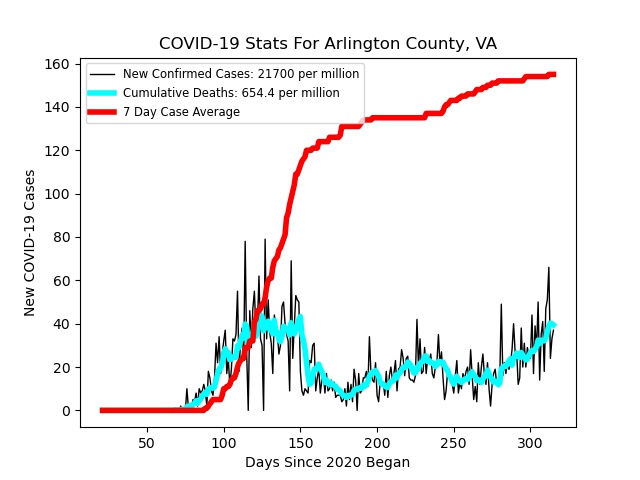 COVID-19 Stats For Arlington County, VA
New Confirmed Cases: 21700 per million
Cumulative Deaths: 654.4 per million
7 Day Case Average
160
140
120
100
80
60
40
20
0
New COVID-19 Cases
50 100 150 200 250 300
Days Since 2020 Began